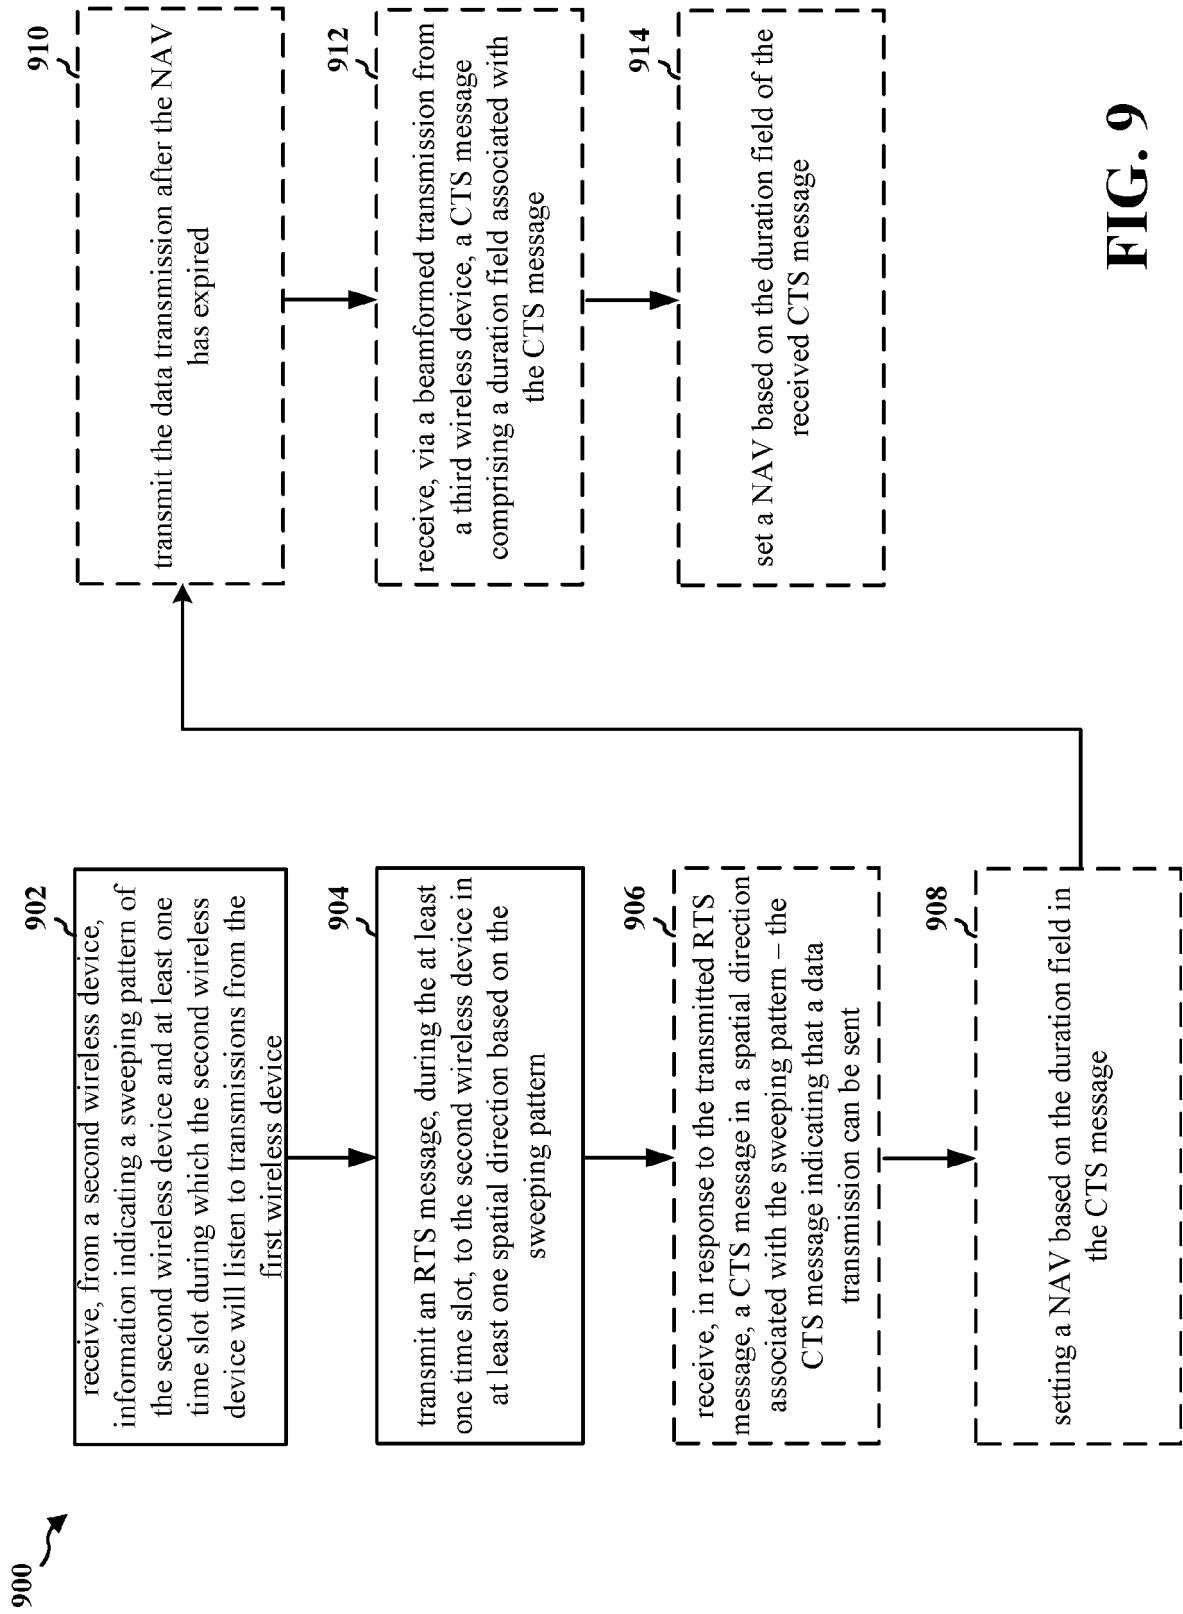 900
902
receive, from a second wireless device,
information indicating a sweeping pattern of
the second wireless device and at least one
time slot during which the second wireless
device will listen to transmissions from the
first wireless device
904
transmit an RTS message, during the at least
one time slot, to the second wireless device in
at least one spatial direction based on the
sweeping pattern
906
receive, in response to the transmitted RTS
message, a CTS message in a spatial direction
associated with the sweeping pattern – the
CTS message indicating that a data
transmission can be sent
908
setting a NAV based on the duration field in
the CTS message
910
transmit the data transmission after the NAV
has expired
912
receive, via a beamformed transmission from
a third wireless device, a CTS message
comprising a duration field associated with
the CTS message
914
set a NAV based on the duration field of the
received CTS message
FIG. 9